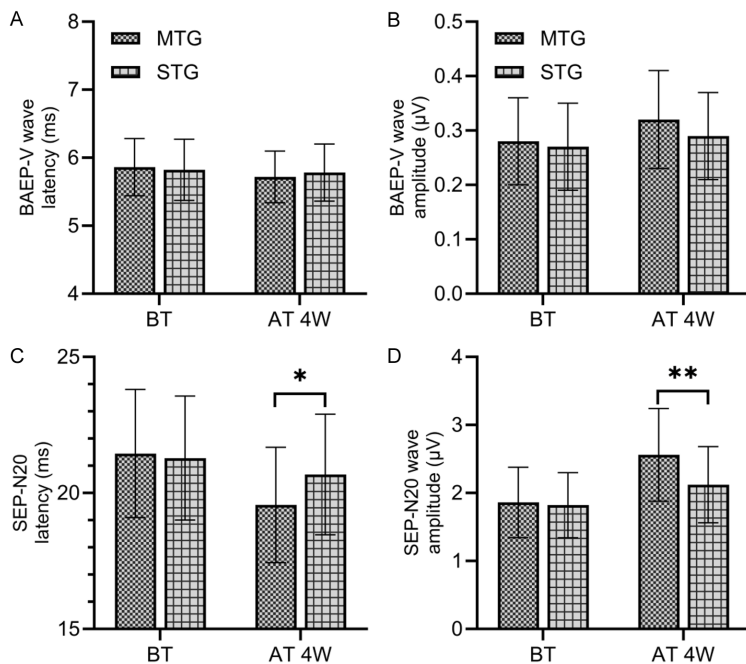 A
BAEP-V wave
latency (ms)
8
7
6
5
4
MTG
STG
BT
AT 4W
B
BAEP-V wave
amplitude (μV)
0.5
0.4
0.3
0.2
0.1
0.0
MTG
STG
BT
AT 4W
C
SEP-N20
latency (ms)
25
20
15
*
BT
AT 4W
D
SEP-N20 wave
amplitude (μV)
4
3
2
1
0
**
BT
AT 4W